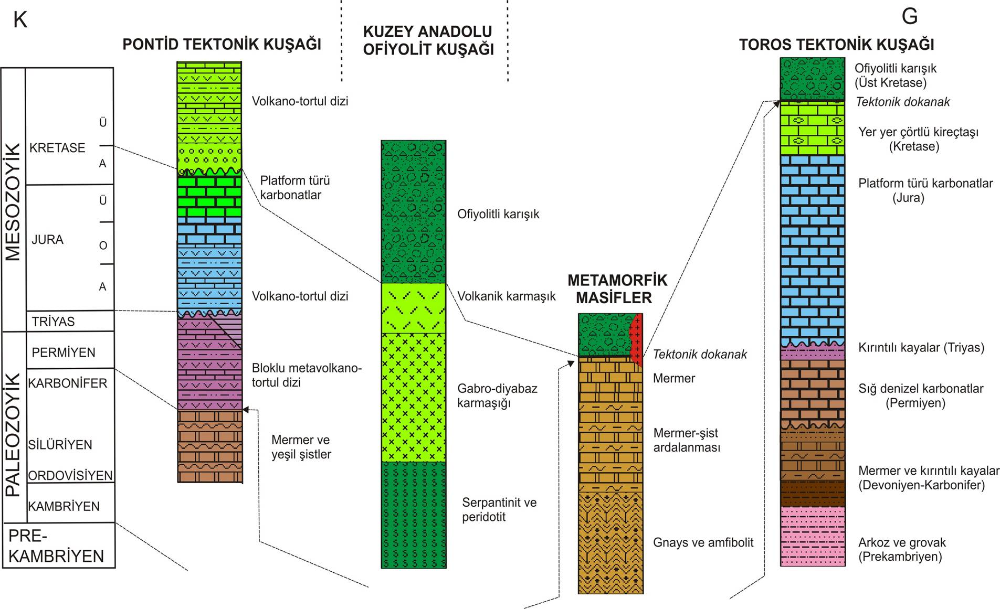 K
G
PONTİD TEKTONİK KUŞAĞI
KUZEY ANADOLU
OFİYOLİT KUŞAĞI
TOROS TEKTONİK KUŞAĞI
METAMORFİK
MASİFLER
MESOZOYİK
KRETASE
Ü
A
JURA
Ü
O
A
TRİYAS
PALEOZOYİK
PERMİYEN
KARBONİFER
SİLÜRİYEN
ORDOVİSİYEN
KAMBRİYEN
PRE-
KAMBRİYEN
Volkano-tortul dizi
Platform türü
karbonatlar
Volkano-tortul dizi
Bloklu metavolkano-
tortul dizi
Mermer ve
yeşil şistler
Ofiyolitli karışık
Volkanik karmaşık
Gabro-diyabaz
karmaşığı
Serpantinit ve
peridotit
Tektonik dokanak
Mermer
Mermer-şist
ardalanması
Gnays ve amfibolit
Ofiyolitli karışık
(Üst Kretase)
Tektonik dokanak
Yer yer çörtlü kireçtaşı
(Kretase)
Platform türü karbonatlar
(Jura)
Kırıntılı kayalar (Triyas)
Sığ denizel karbonatlar
(Permiyen)
Mermer ve kırıntılı kayalar
(Devoniyen-Karbonifer)
Arkoz ve grovak
(Prekambriyen)